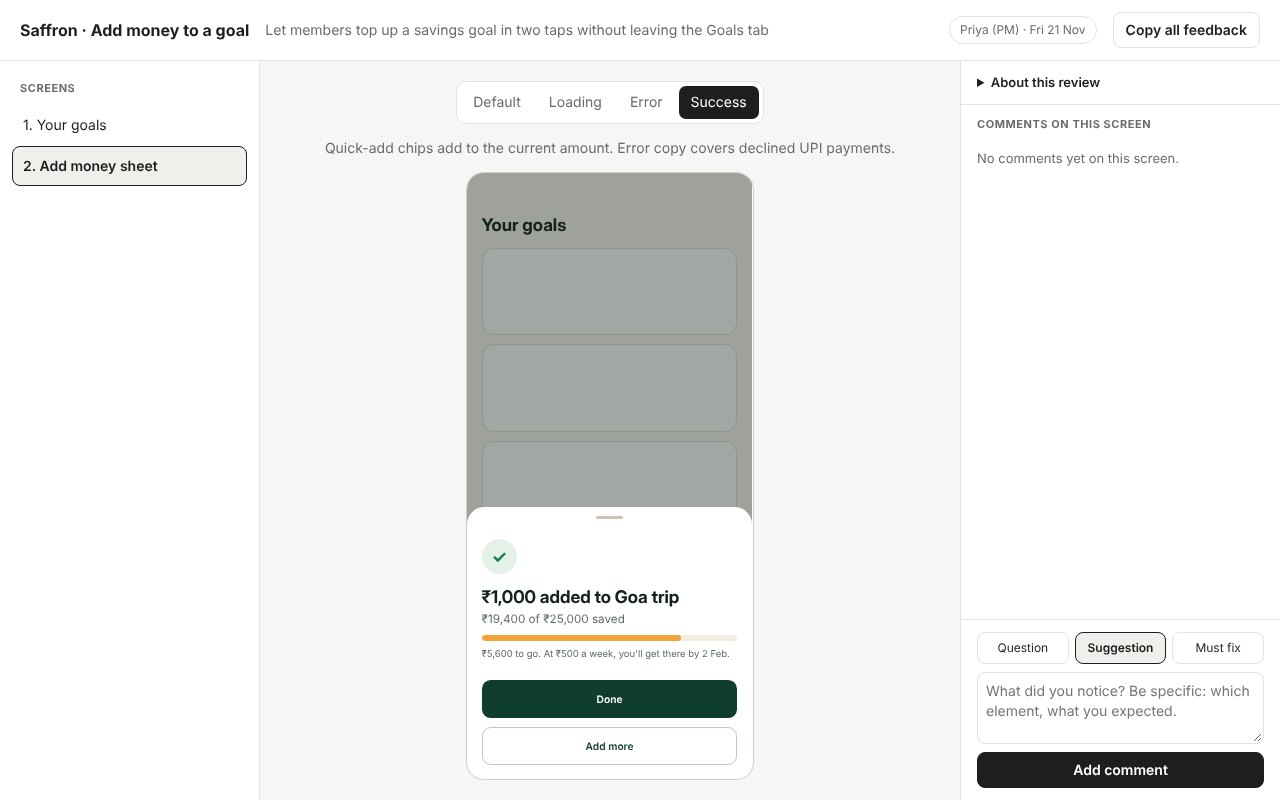 Saffron · Add money to a goal
Let members top up a savings goal in two taps without leaving the Goals tab
Priya (PM) · Fri 21 Nov
Copy all feedback
SCREENS
1. Your goals
2. Add money sheet
Default
Loading
Error
Success
Quick-add chips add to the current amount. Error copy covers declined UPI payments.
Your goals
₹1,000 added to Goa trip
₹19,400 of ₹25,000 saved
₹5,600 to go. At ₹500 a week, you'll get there by 2 Feb.
Done
Add more
About this review
COMMENTS ON THIS SCREEN
No comments yet on this screen.
Question
Suggestion
Must fix
What did you notice? Be specific: which
element, what you expected.
Add comment